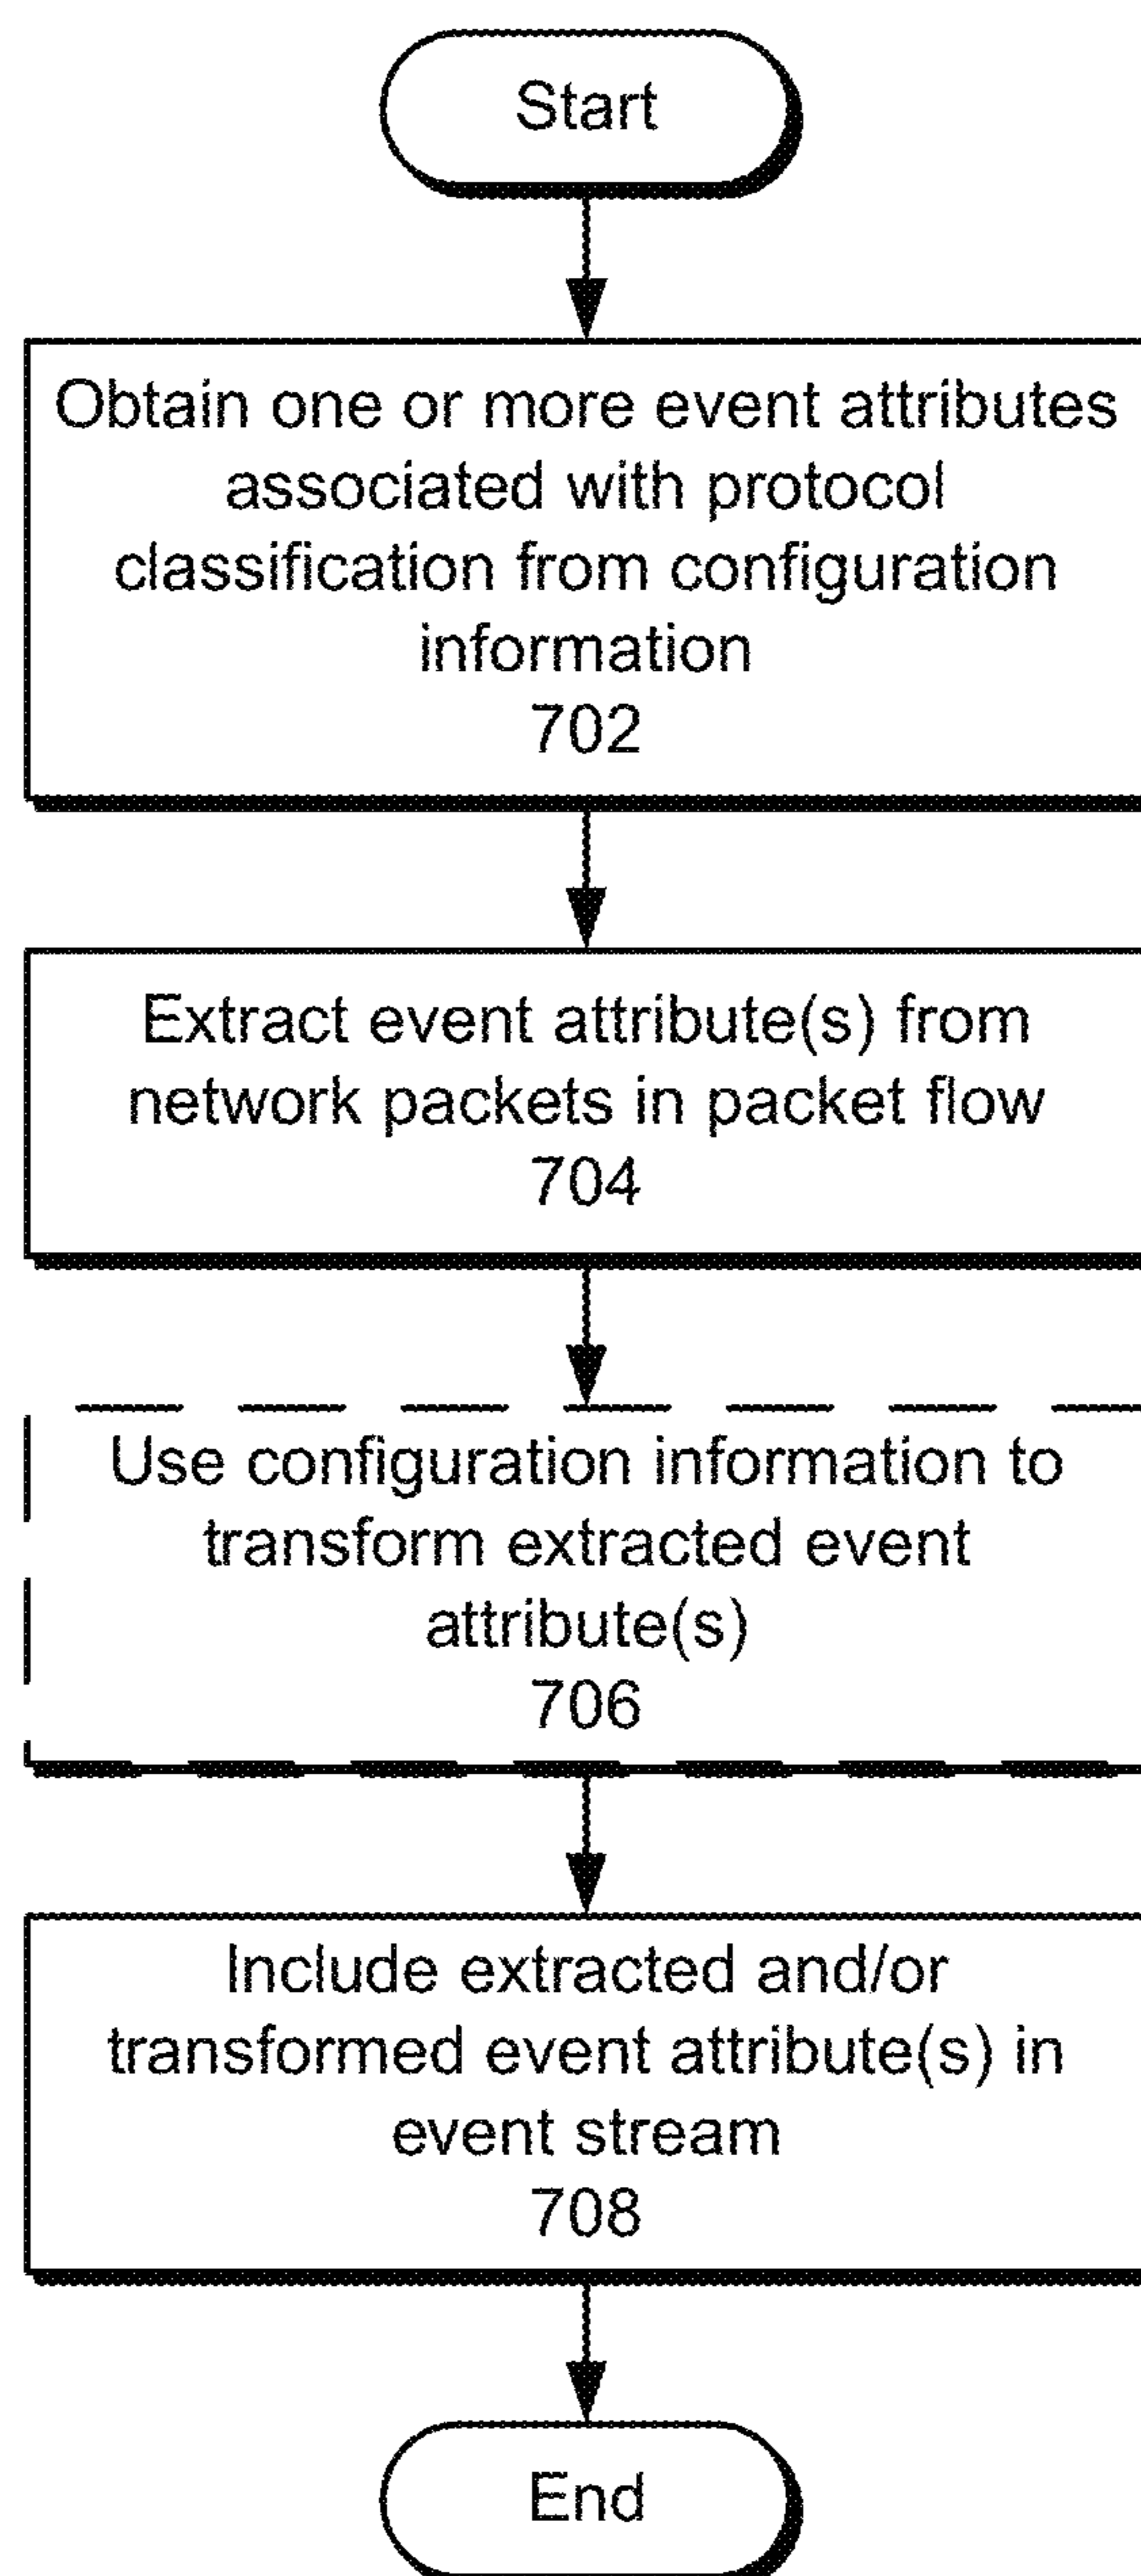 Start
Obtain one or more event attributes
associated with protocol
classification from configuration
information
702
Extract event attribute(s) from
network packets in packet flow
704
Use configuration information to
transform extracted event
attribute(s)
706
Include extracted and/or
transformed event attribute(s) in
event stream
708
End